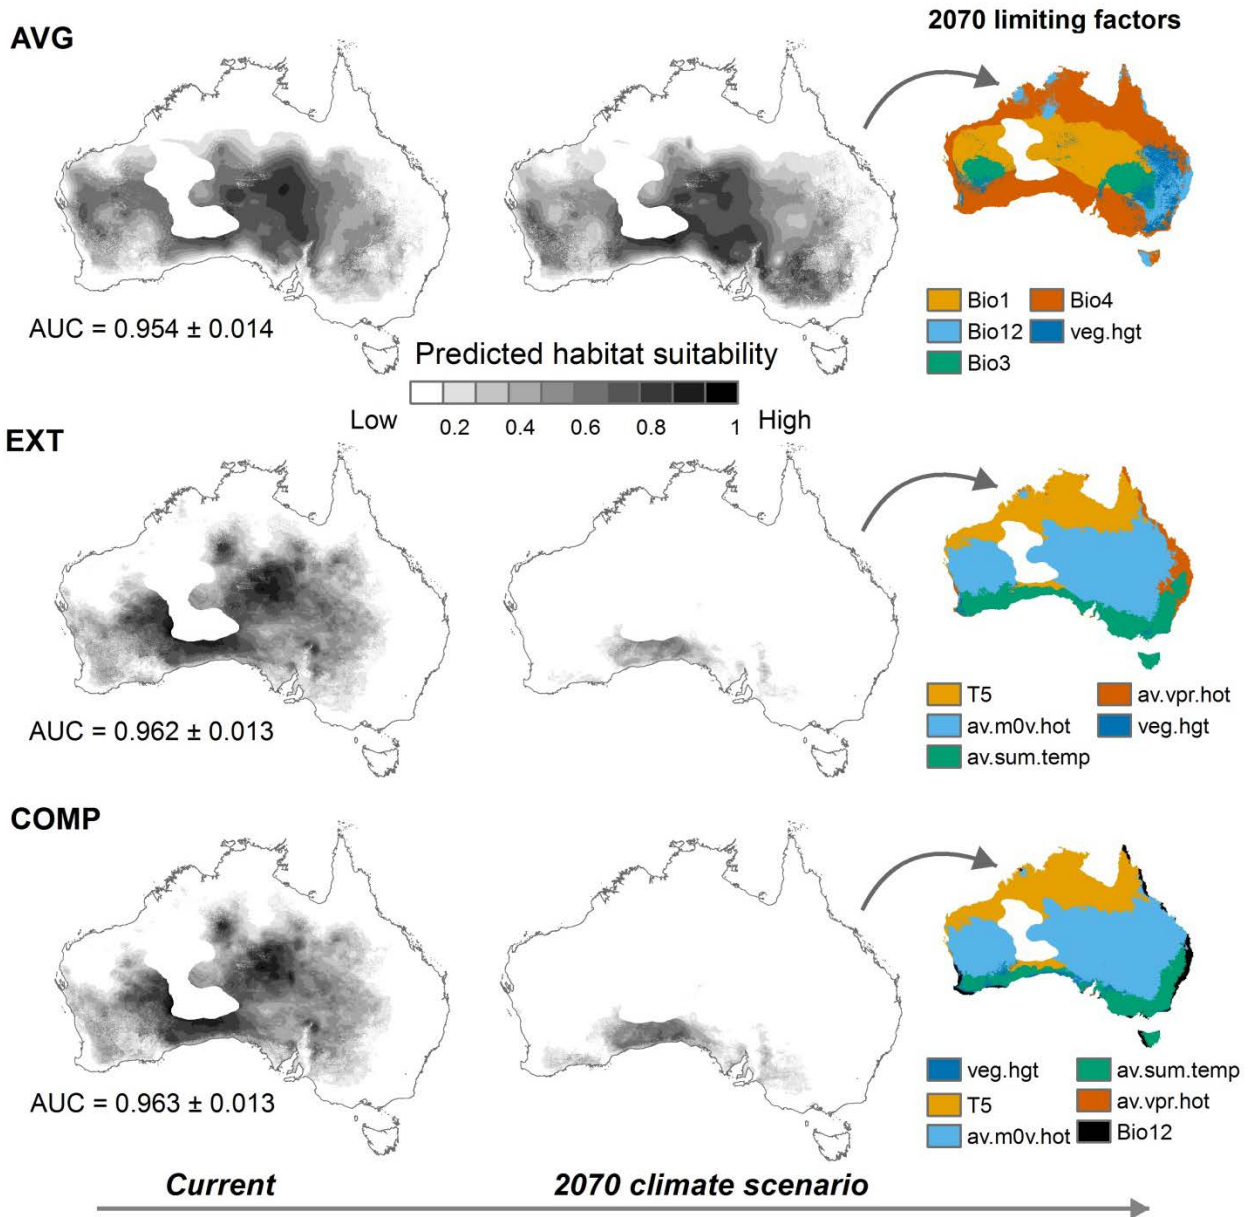 AVG
2070 limiting factors
AUC = 0.954 ± 0.014
Bio1
Bio4
Bio12
veg.hgt
Bio3
Predicted habitat suitability
Low
0.2
0.4
0.6
0.8
1
High
EXT
AUC = 0.962 ± 0.013
T5
av.vpr.hot
av.m0v.hot
veg.hgt
av.sum.temp
COMP
AUC = 0.963 ± 0.013
veg.hgt
av.sum.temp
T5
av.vpr.hot
av.m0v.hot
Bio12
Current
2070 climate scenario